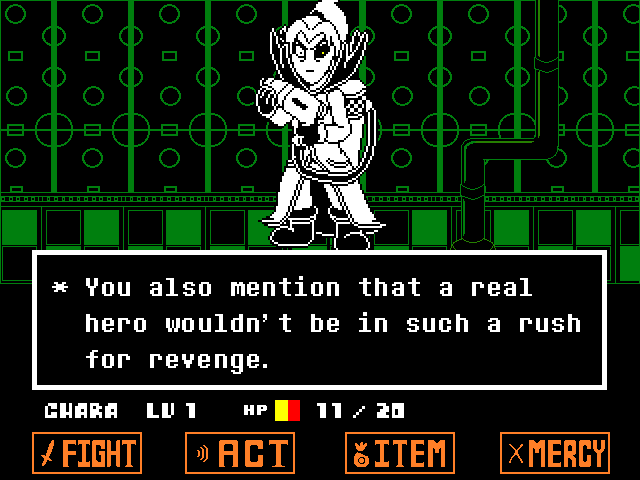 * You also mention that a real
hero wouldn't be in such a rush
for revenge.
CHARA LV 1 HP 11 / 20
FIGHT ACT ITEM MERCY